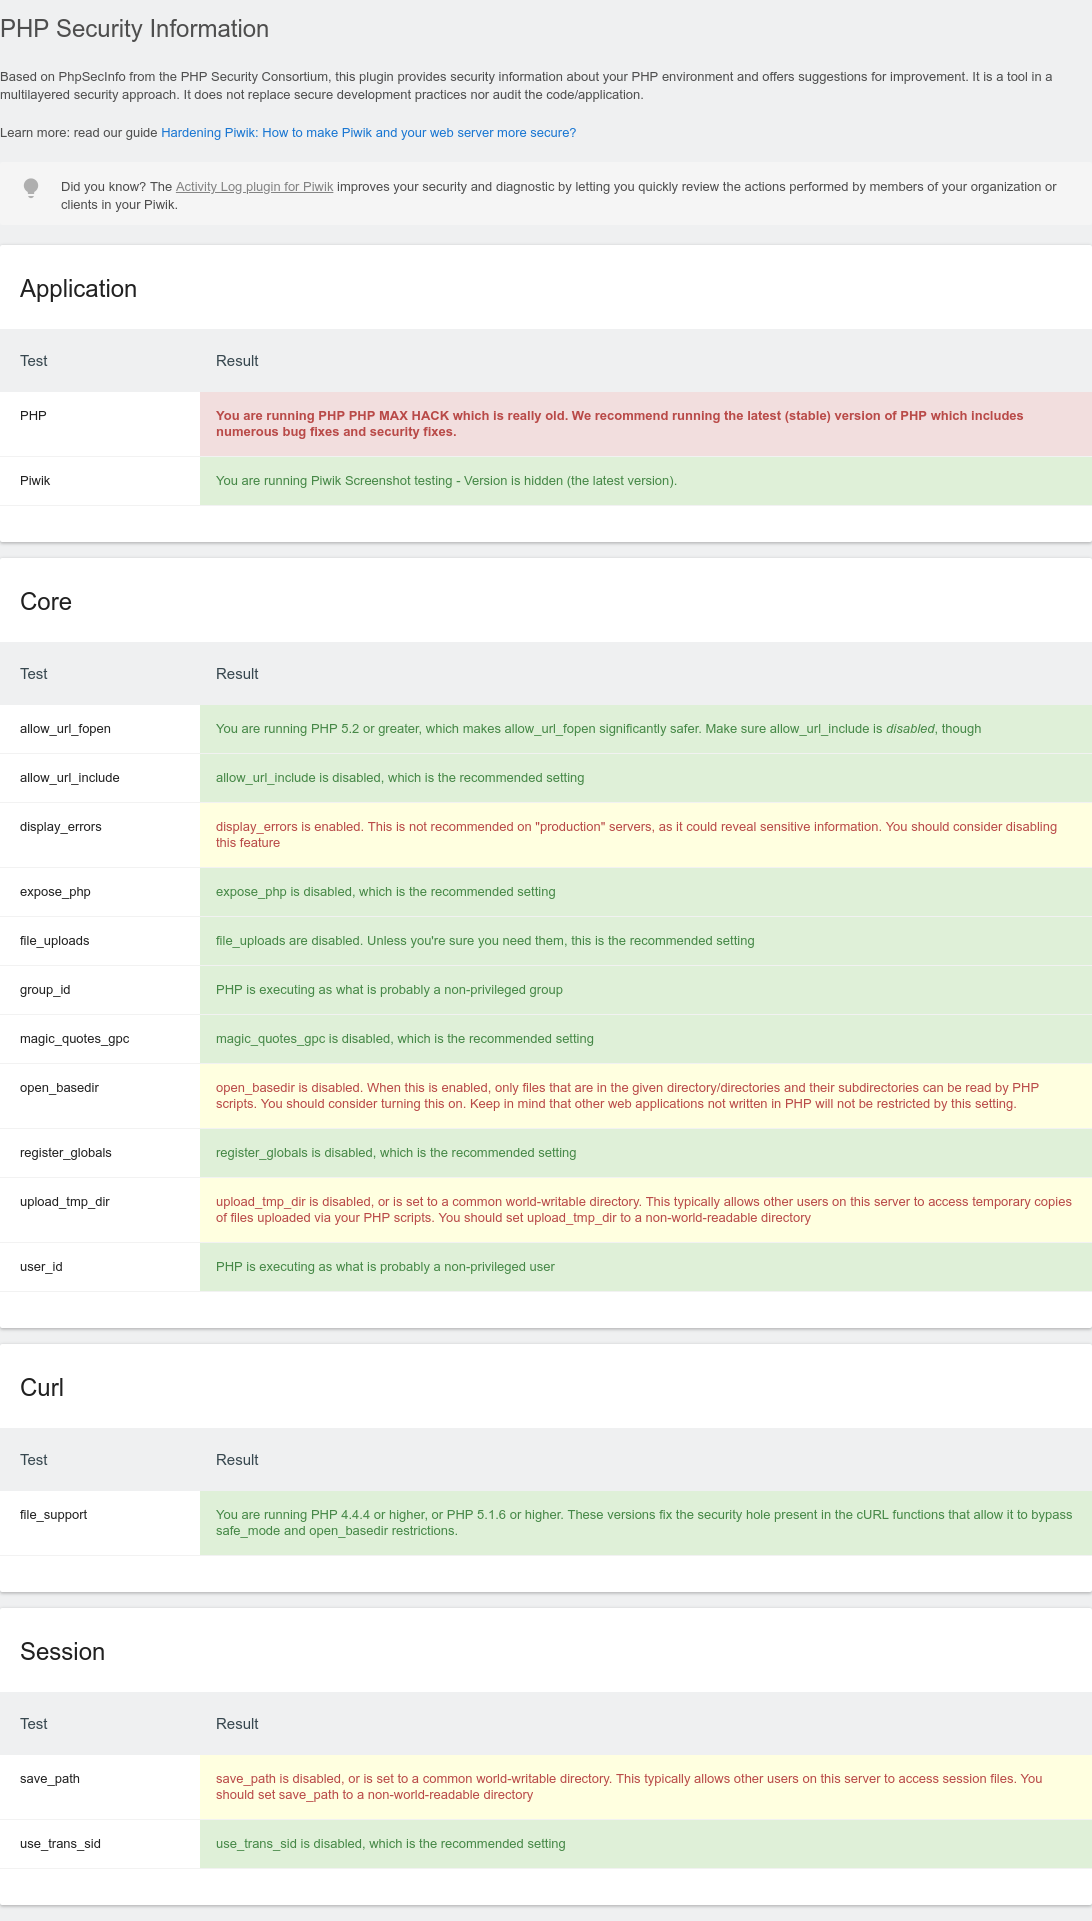 PHP Security Information
Based on PhpSecInfo from the PHP Security Consortium, this plugin provides security information about your PHP environment and offers suggestions for improvement. It is a tool in a
multilayered security approach. It does not replace secure development practices nor audit the code/application.
Learn more: read our guide Hardening Piwik: How to make Piwik and your web server more secure?
Did you know? The Activity Log plugin for Piwik improves your security and diagnostic by letting you quickly review the actions performed by members of your organization or
clients in your Piwik.
Application
Test Result
PHP You are running PHP PHP MAX HACK which is really old. We recommend running the latest (stable) version of PHP which includes
numerous bug fixes and security fixes.
Piwik You are running Piwik Screenshot testing - Version is hidden (the latest version).
Core
Test Result
allow_url_fopen You are running PHP 5.2 or greater, which makes allow_url_fopen significantly safer. Make sure allow_url_include is disabled, though
allow_url_include allow_url_include is disabled, which is the recommended setting
display_errors display_errors is enabled. This is not recommended on "production" servers, as it could reveal sensitive information. You should consider disabling
this feature
expose_php expose_php is disabled, which is the recommended setting
file_uploads file_uploads are disabled. Unless you're sure you need them, this is the recommended setting
group_id PHP is executing as what is probably a non-privileged group
magic_quotes_gpc magic_quotes_gpc is disabled, which is the recommended setting
open_basedir open_basedir is disabled. When this is enabled, only files that are in the given directory/directories and their subdirectories can be read by PHP
scripts. You should consider turning this on. Keep in mind that other web applications not written in PHP will not be restricted by this setting.
register_globals register_globals is disabled, which is the recommended setting
upload_tmp_dir upload_tmp_dir is disabled, or is set to a common world-writable directory. This typically allows other users on this server to access temporary copies
of files uploaded via your PHP scripts. You should set upload_tmp_dir to a non-world-readable directory
user_id PHP is executing as what is probably a non-privileged user
Curl
Test Result
file_support You are running PHP 4.4.4 or higher, or PHP 5.1.6 or higher. These versions fix the security hole present in the cURL functions that allow it to bypass
safe_mode and open_basedir restrictions.
Session
Test Result
save_path save_path is disabled, or is set to a common world-writable directory. This typically allows other users on this server to access session files. You
should set save_path to a non-world-readable directory
use_trans_sid use_trans_sid is disabled, which is the recommended setting